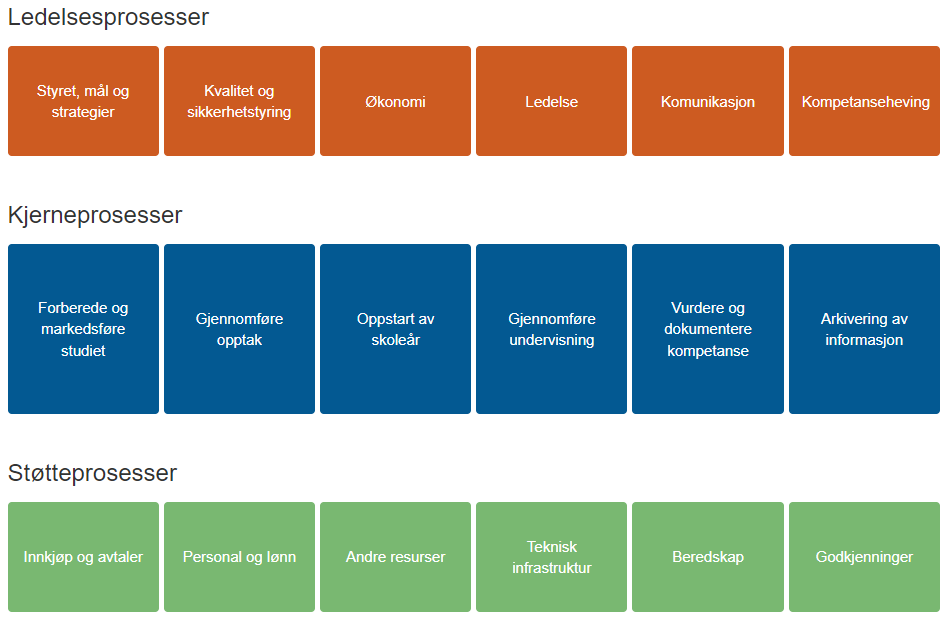 Ledelsesprosesser
Styret, mål og
strategier
Kvalitet og
sikkerhetstyring
Økonomi
Ledelse
Komunikasjon
Kompetanseheving
Kjerneprosesser
Forberede og
markedsføre
studiet
Gjennomføre
opptak
Oppstart av
skoleår
Gjennomføre
undervisning
Vurdere og
dokumentere
kompetanse
Arkivering av
informasjon
Støtteprosesser
Innkjøp og avtaler
Personal og lønn
Andre resurser
Teknisk
infrastruktur
Beredskap
Godkjenninger